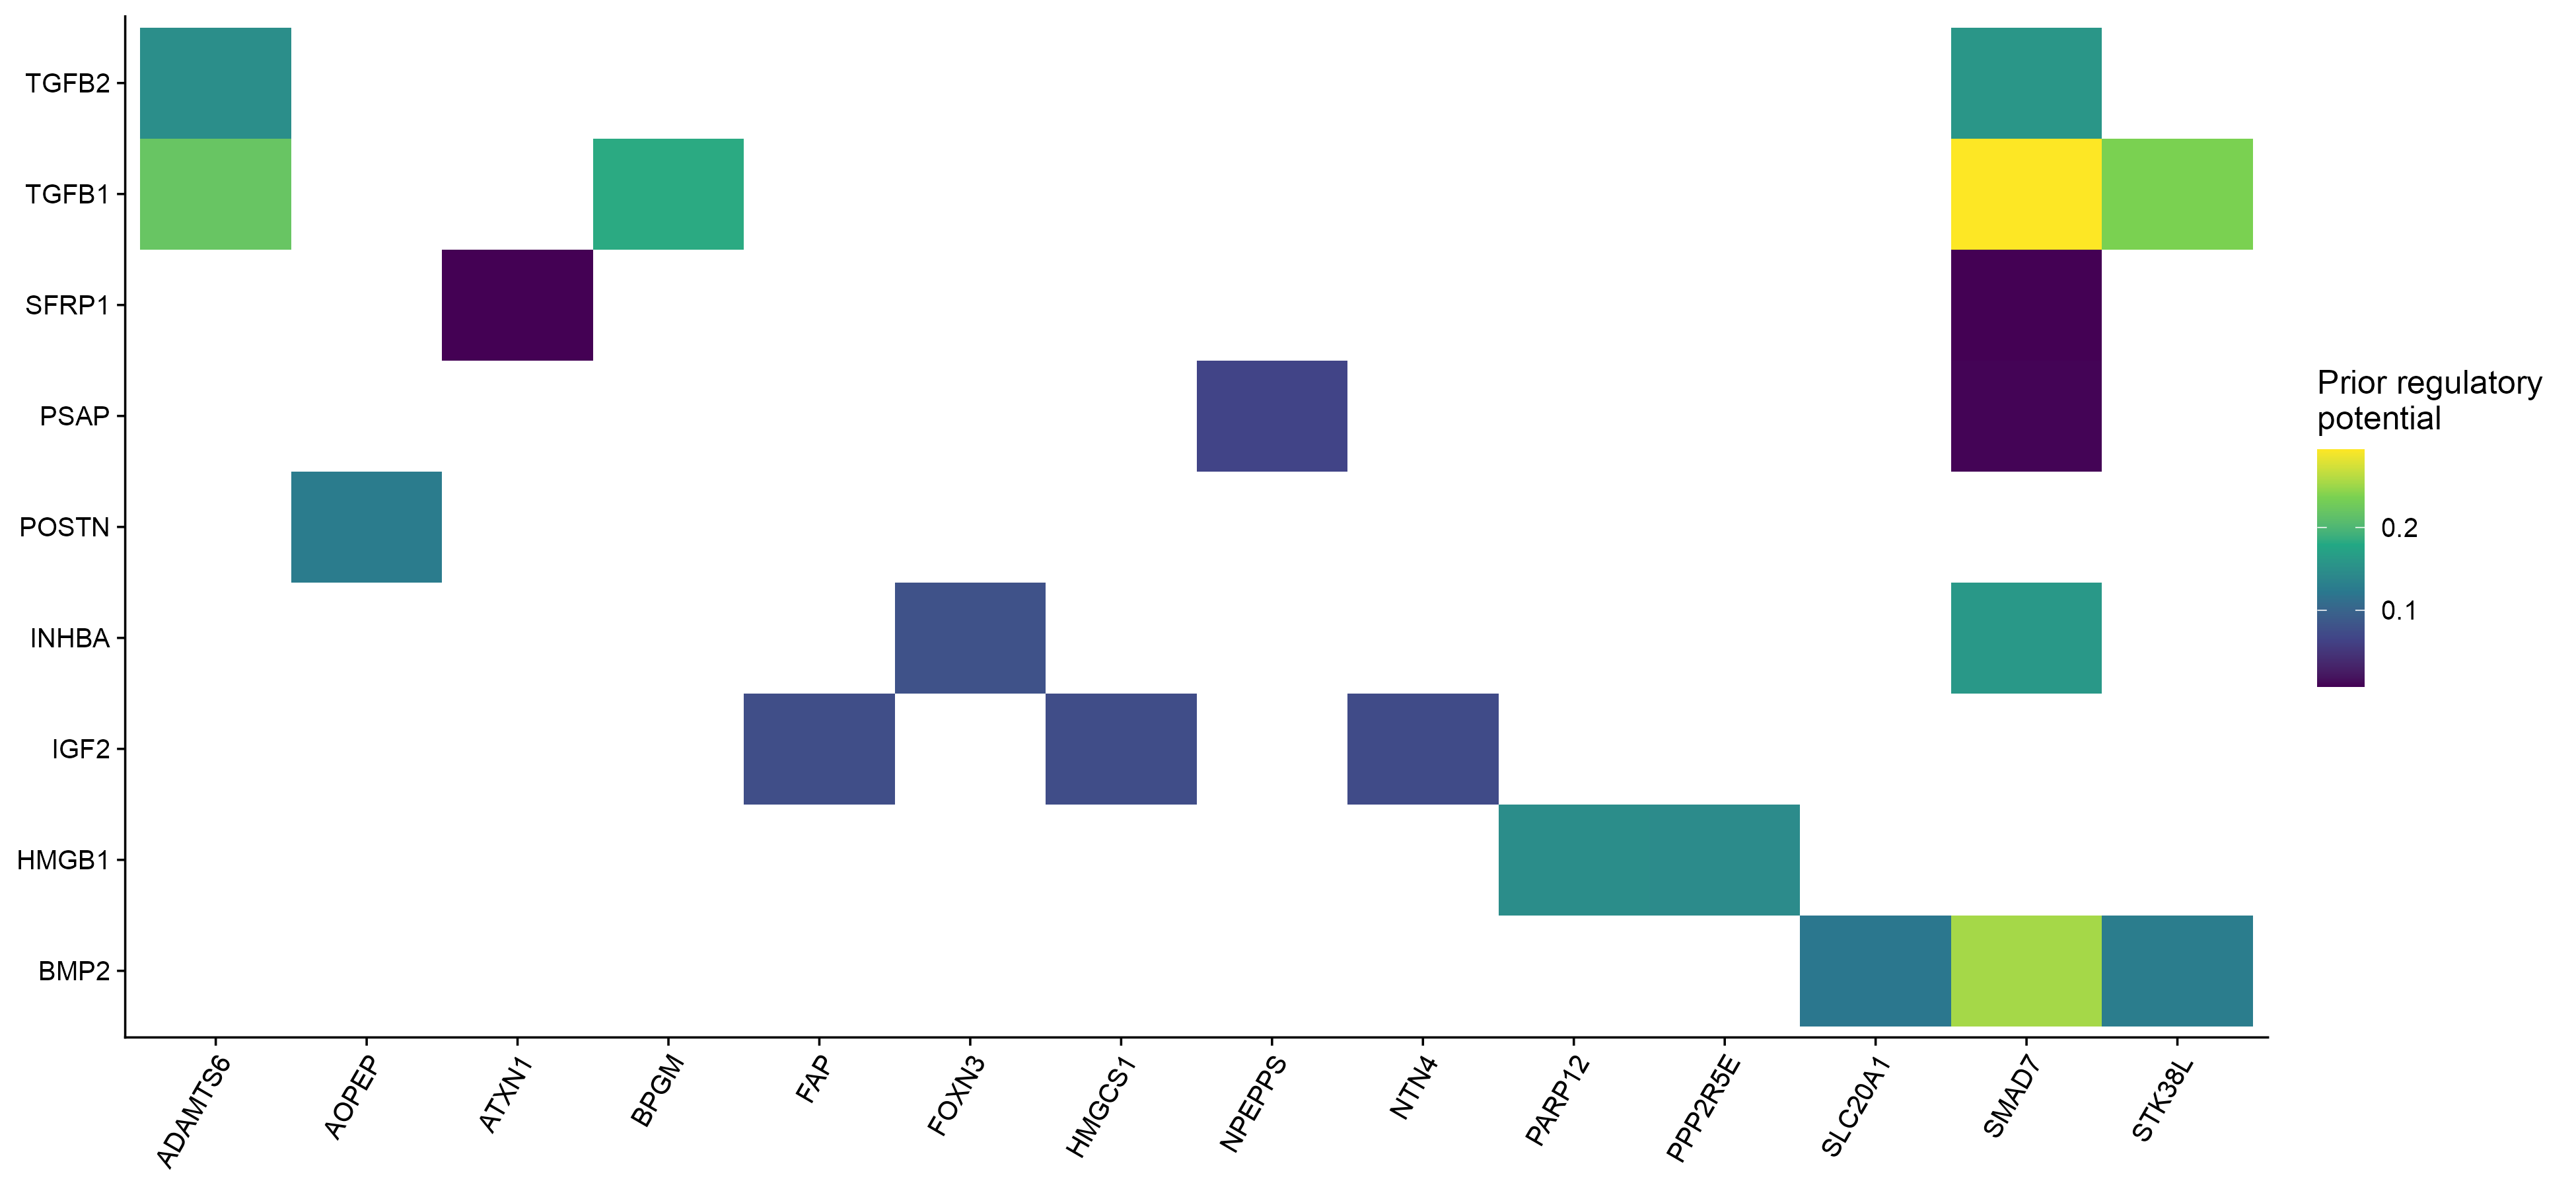 TGFB2
TGFB1
SFRP1
PSAP
POSTN
INHBA
IGF2
HMGB1
BMP2
ADAMTS6
AOPEP
ATXN1
BPGM
FAP
FOXN3
HMGCS1
NPEPPS
NTN4
PARP12
PPP2R5E
SLC20A1
SMAD7
STK38L
Prior regulatory
potential
0.2
0.1